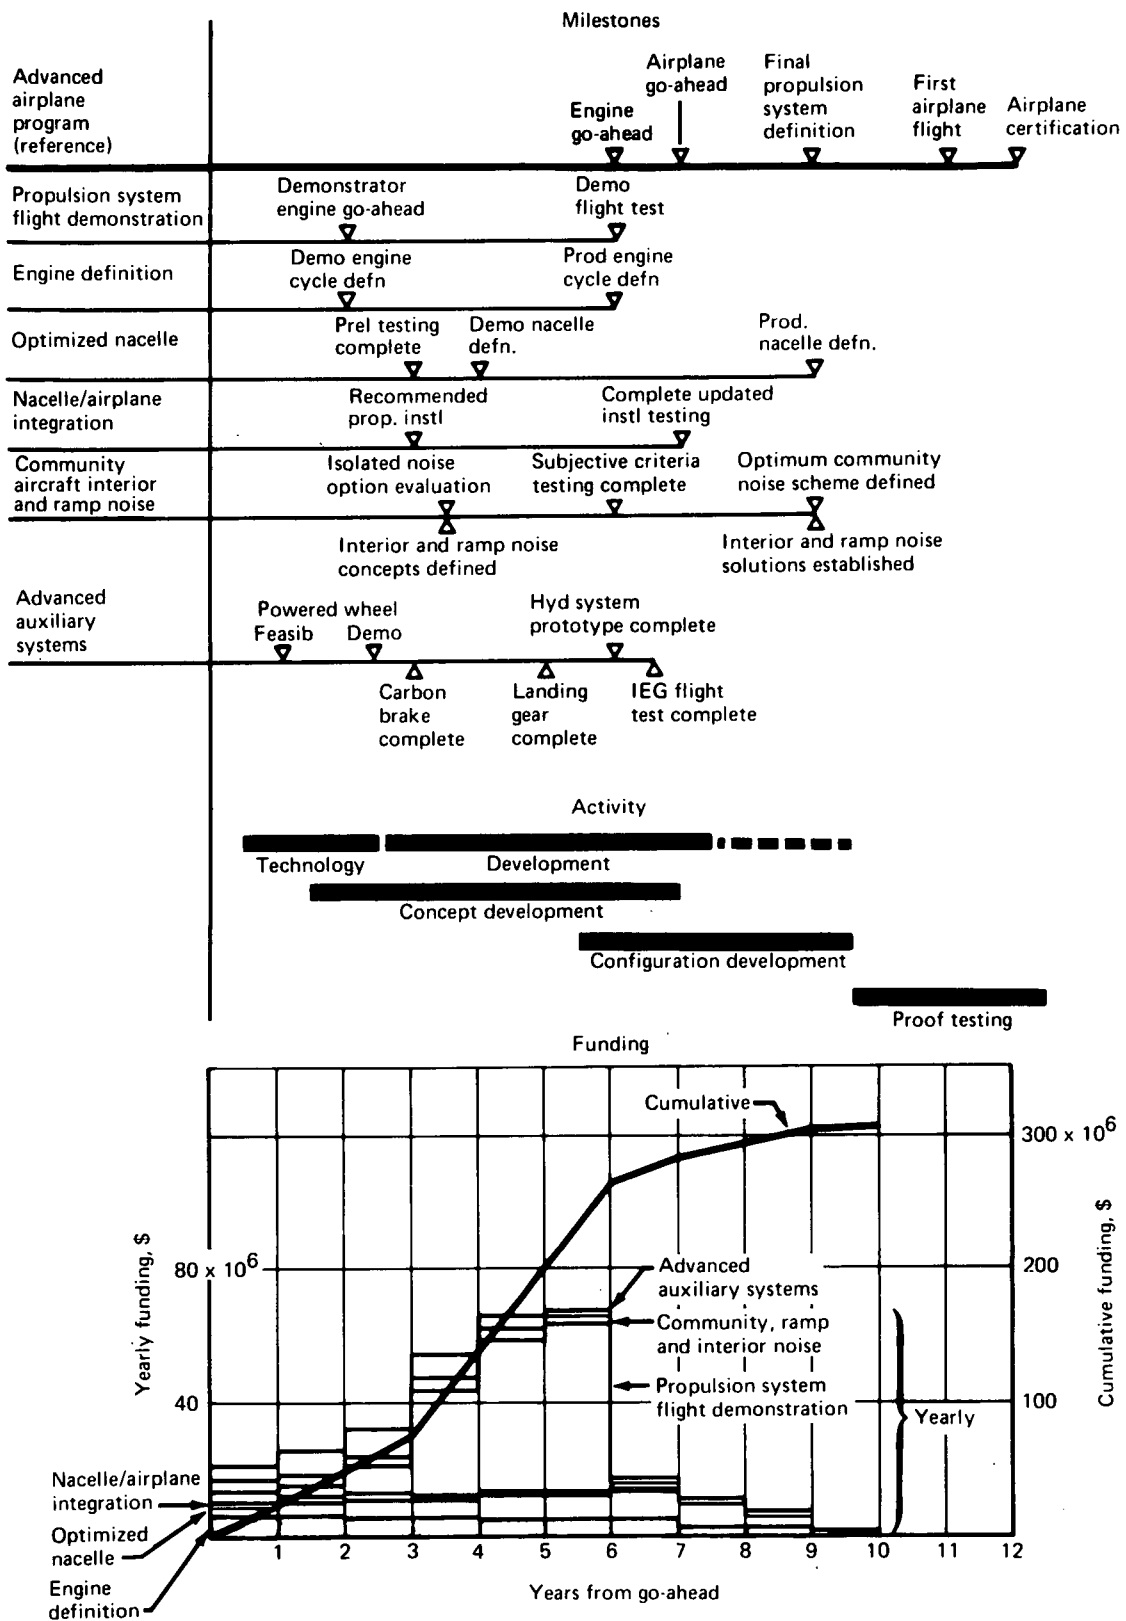 Milestones
Advanced
airplane
program
(reference)
Engine
go-ahead
Airplane
go-ahead
Final
propulsion
system
definition
First
airplane
flight
Airplane
certification
Propulsion system
flight demonstration
Demonstrator
engine go-ahead
Demo
flight test
Engine definition
Demo engine
cycle defn
Prod engine
cycle defn
Optimized nacelle
Prel testing
complete
Demo nacelle
defn.
Prod.
nacelle defn.
Nacelle/airplane
integration
Recommended
prop. instl
Complete updated
instl testing
Community
aircraft interior
and ramp noise
Isolated noise
option evaluation
Subjective criteria
testing complete
Optimum community
noise scheme defined
Interior and ramp noise
concepts defined
Interior and ramp noise
solutions established
Advanced
auxiliary
systems
Powered wheel
Feasib Demo
Hyd system
prototype complete
Carbon
brake
complete
Landing
gear
complete
IEG flight
test complete
Activity
Technology
Development
Concept development
Configuration development
Proof testing
Funding
Cumulative
300 x 10⁶
200
100
Cumulative funding, $
Yearly funding, $
80 x 10⁶
40
Advanced
auxiliary systems
Community, ramp
and interior noise
Propulsion system
flight demonstration
Yearly
Nacelle/airplane
integration
Optimized
nacelle
Engine
definition
1 2 3 4 5 6 7 8 9 10 11 12
Years from go-ahead